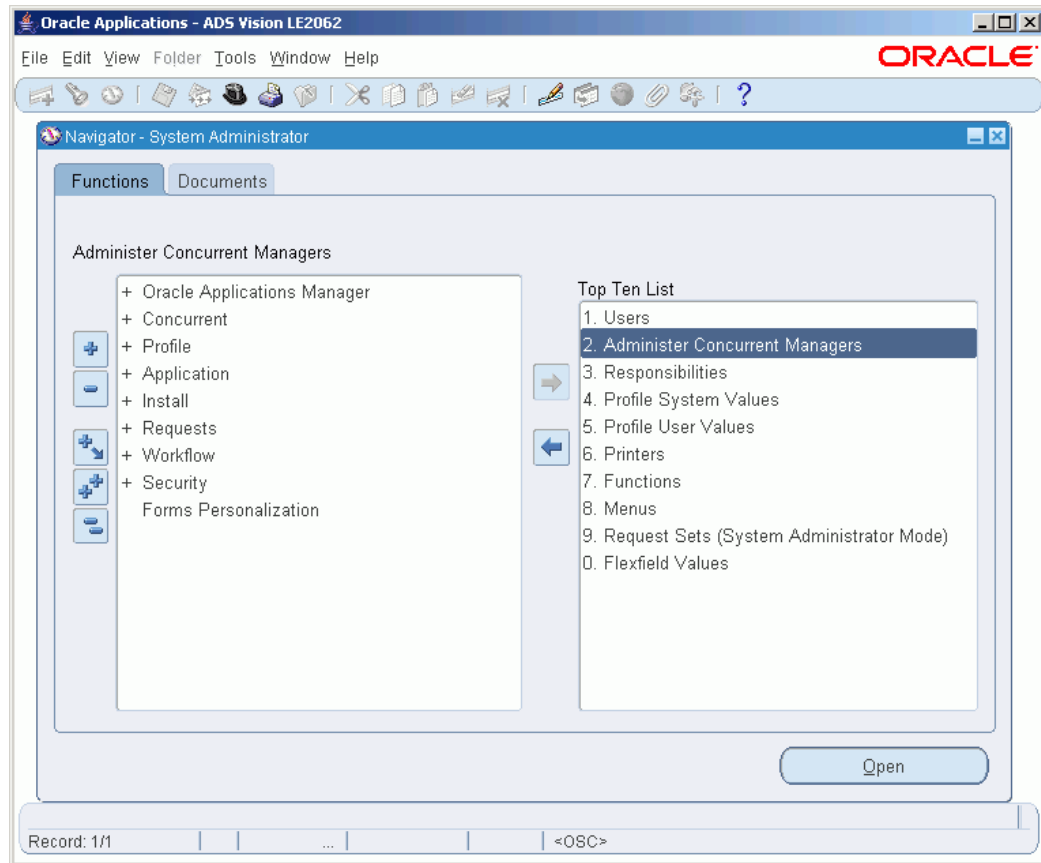 Oracle Applications - ADS Vision LE2062
File Edit View Folder Tools Window Help
ORACLE
Navigator - System Administrator
Functions Documents
Administer Concurrent Managers
+ Oracle Applications Manager
+ Concurrent
+ Profile
+ Application
+ Install
+ Requests
+ Workflow
+ Security
Forms Personalization
Top Ten List
1. Users
2. Administer Concurrent Managers
3. Responsibilities
4. Profile System Values
5. Profile User Values
6. Printers
7. Functions
8. Menus
9. Request Sets (System Administrator Mode)
0. Flexfield Values
Open
Record: 1/1 ... <OSC>